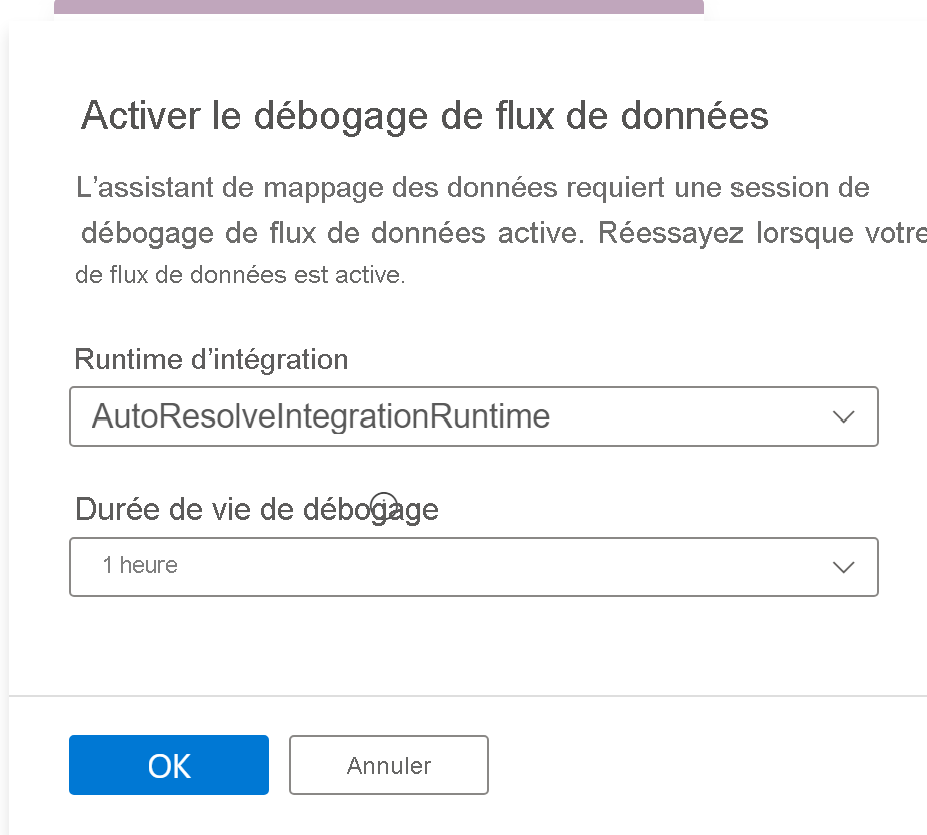 Activer le débogage de flux de données
L’assistant de mappage des données requiert une session de
débogage de flux de données active. Réessayez lorsque votre
de flux de données est active.
Runtime d’intégration
AutoResolveIntegrationRuntime
Durée de vie de débogage
1 heure
OK
Annuler